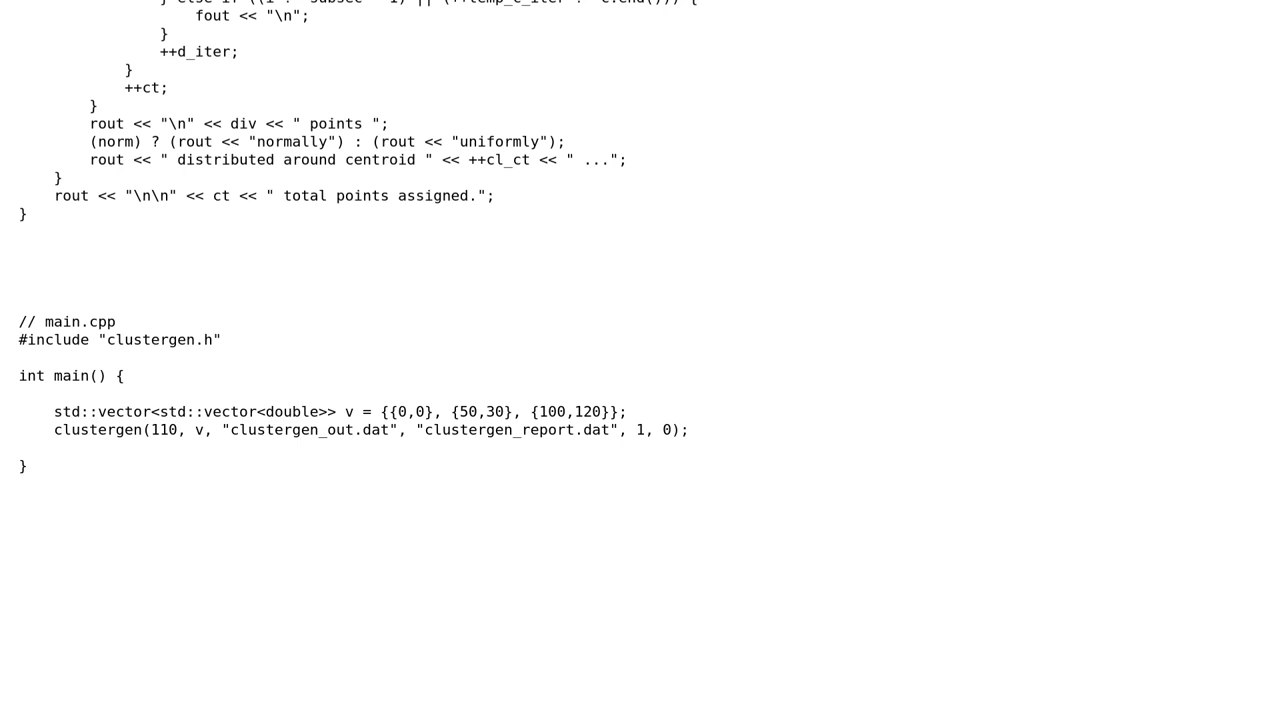 fout << "\n";
}
++d_iter;
}
++ct;
}
rout << "\n" << div << " points ";
(norm) ? (rout << "normally") : (rout << "uniformly");
rout << " distributed around centroid " << ++cl_ct << " ...";
}
rout << "\n\n" << ct << " total points assigned.";
}
// main.cpp
#include "clustergen.h"
int main() {
std::vector<std::vector<double>> v = {{0,0}, {50,30}, {100,120}};
clustergen(110, v, "clustergen_out.dat", "clustergen_report.dat", 1, 0);
}